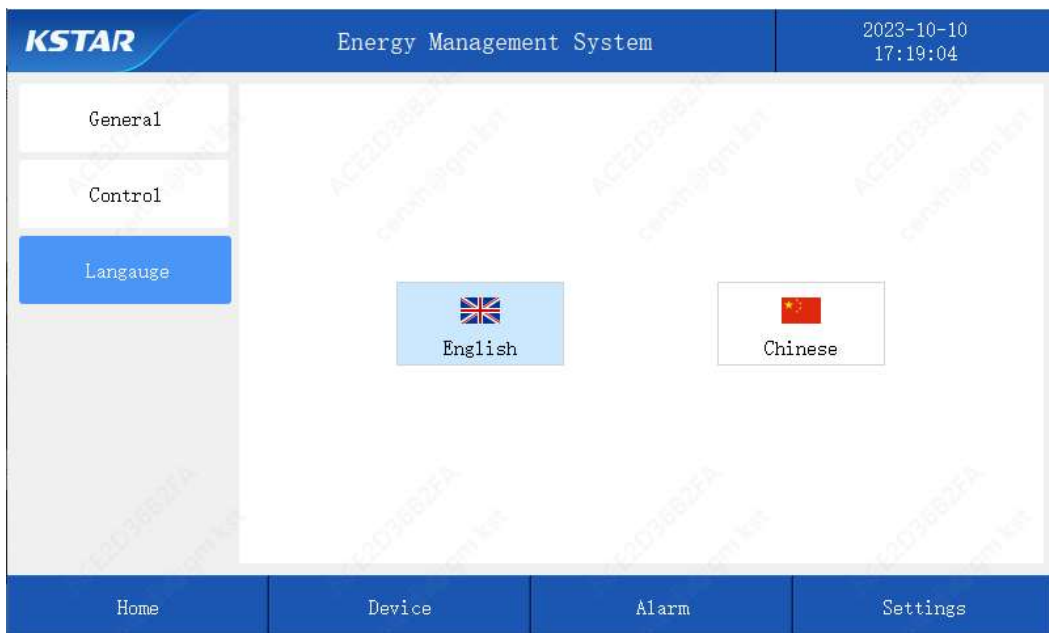 KSTAR
Energy Management System
2023-10-10
17:19:04
General
Control
Langauge
English
Chinese
Home
Device
Alarm
Settings